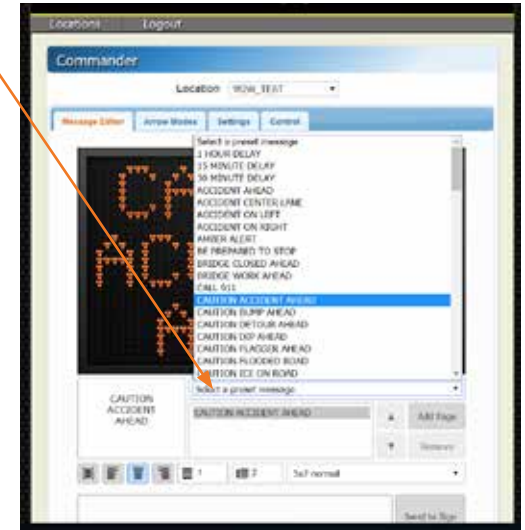 Locations Logout
Commander
Location
Message Editor Arrow Modes Settings Control
Select a preset message
1 HOUR DELAY
15 MINUTE DELAY
30 MINUTE DELAY
ACCIDENT AHEAD
ACCIDENT CENTER LANE
ACCIDENT ON LEFT
ACCIDENT ON RIGHT
AMBER ALERT
BE PREPARED TO STOP
BRIDGE CLOSED AHEAD
BRIDGE WORK AHEAD
CALL 911
CAUTION ACCIDENT AHEAD
CAUTION BUMP AHEAD
CAUTION DETOUR AHEAD
CAUTION DIP AHEAD
CAUTION FLAGGER AHEAD
CAUTION FLOODED ROAD
CAUTION ICE ON ROAD
Select a preset message
CAUTION
ACCIDENT
AHEAD
CAUTION ACCIDENT AHEAD
Add Page
Remove
5x7 normal
Send to Sign